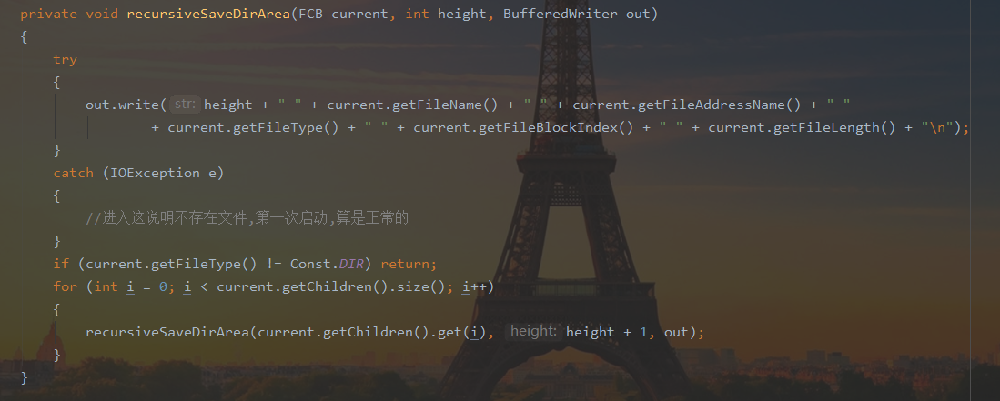 private void recursiveSaveDirArea(FCB current, int height, BufferedWriter out)
{
    try
    {
        out.write( str: height + " " + current.getFileName() + " " + current.getFileAddressName() + " "
                + current.getFileType() + " " + current.getFileBlockIndex() + " " + current.getFileLength() + "\n");
    }
    catch (IOException e)
    {
        //进入这说明不存在文件,第一次启动,算是正常的
    }
    if (current.getFileType() != Const.DIR) return;
    for (int i = 0; i < current.getChildren().size(); i++)
    {
        recursiveSaveDirArea(current.getChildren().get(i), height: height + 1, out);
    }
}